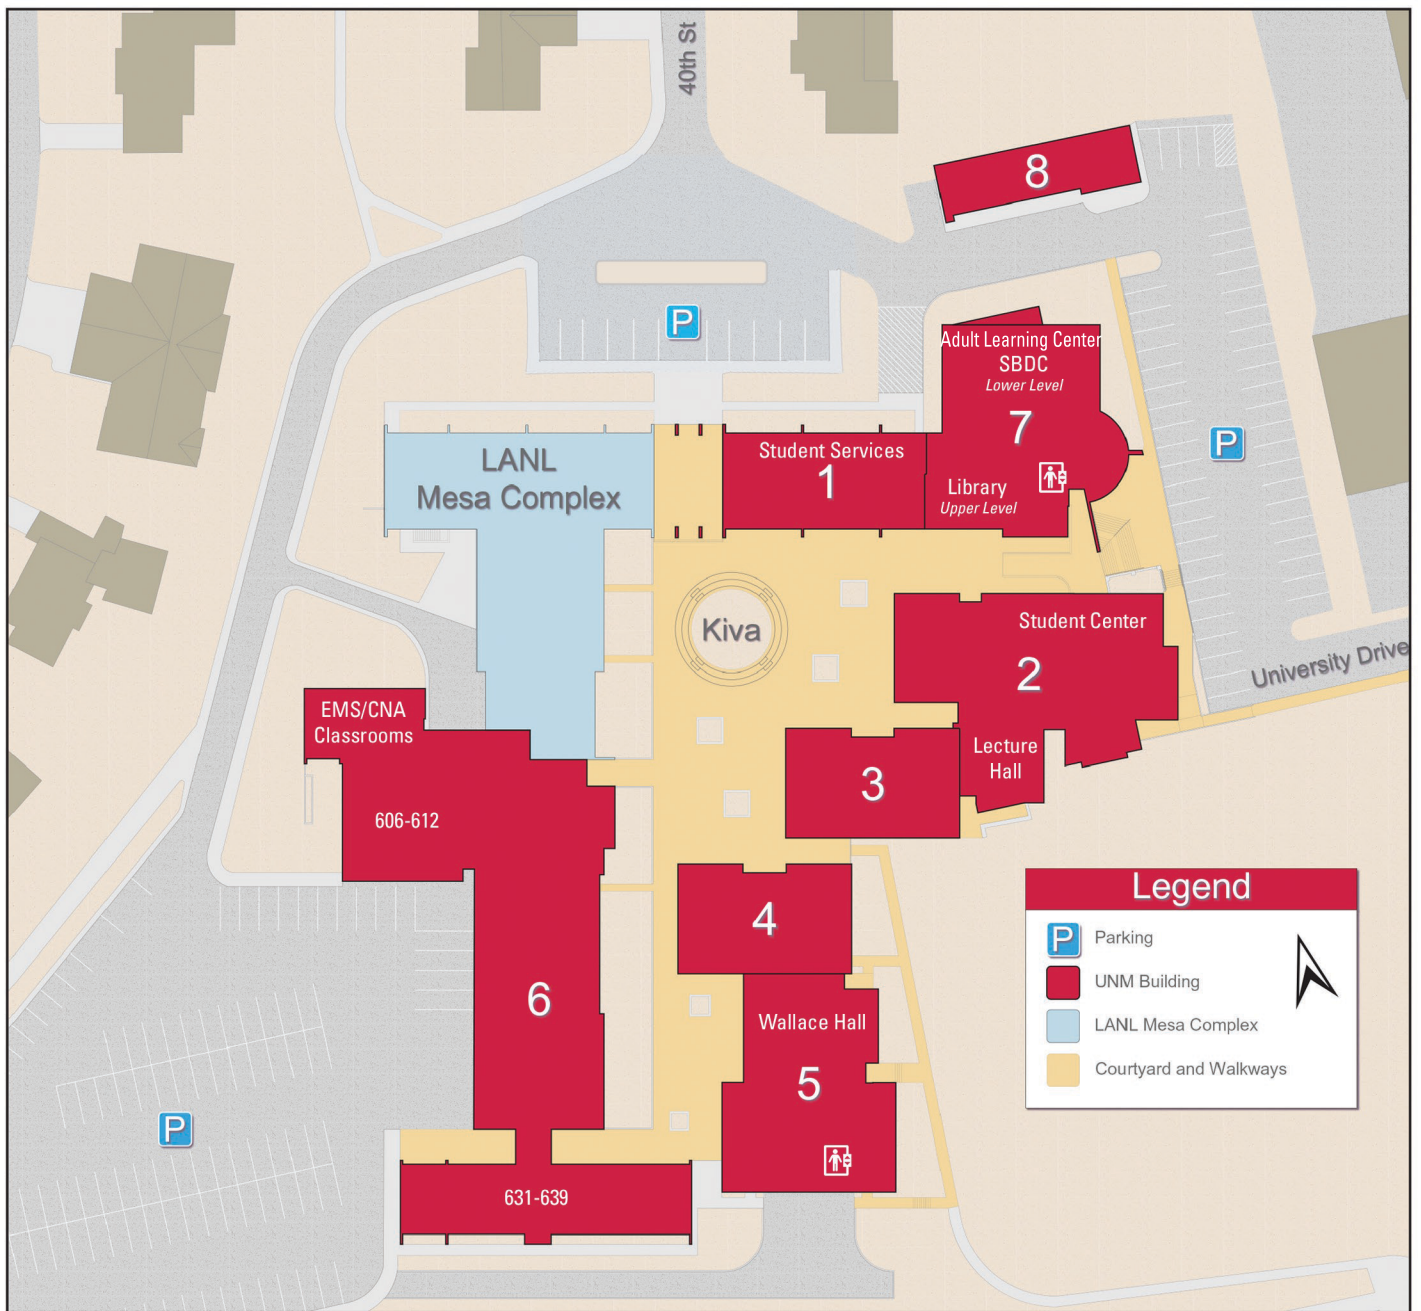 40th St
8
P
Adult Learning Center
SBDC
Lower Level
7
LANL
Mesa Complex
Student Services
1
Library
Upper Level
P
Kiva
Student Center
2
University Drive
EMS/CNA
Classrooms
606-612
3
Lecture
Hall
4
6
Wallace Hall
5
P
631-639
Legend
P Parking
UNM Building
LANL Mesa Complex
Courtyard and Walkways